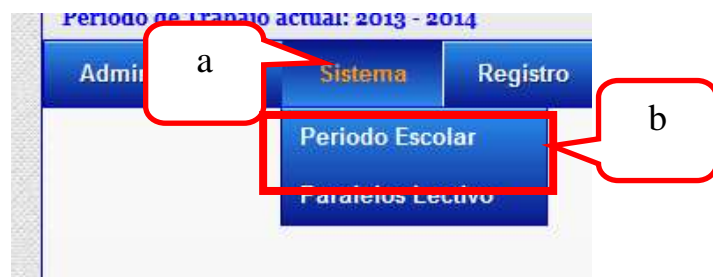 Periodo de Trabajo actual: 2013 - 2014
a
Sistema Registro
b
Periodo Escolar
Paralelos Lectivo